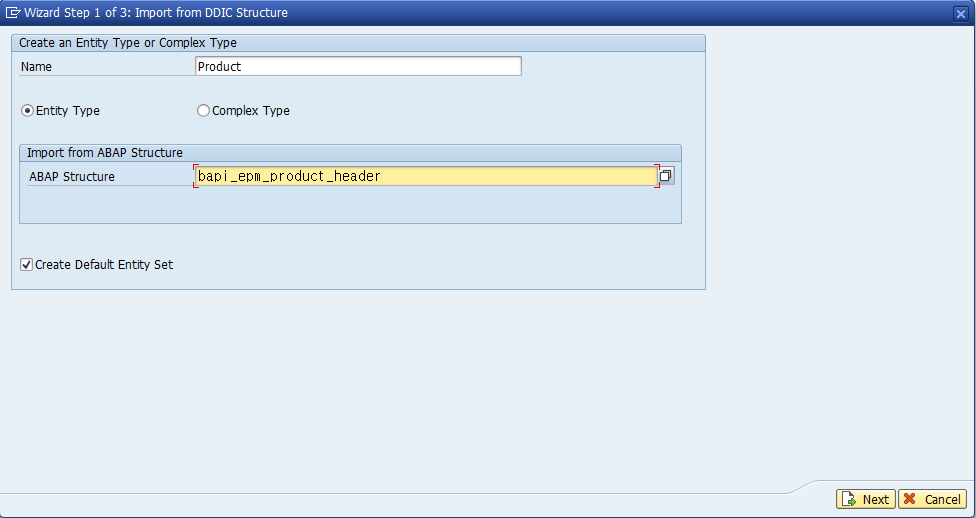 Wizard Step 1 of 3: Import from DDIC Structure
Create an Entity Type or Complex Type
Name Product
Entity Type Complex Type
Import from ABAP Structure
ABAP Structure bapi_epm_product_header
Create Default Entity Set
Next Cancel